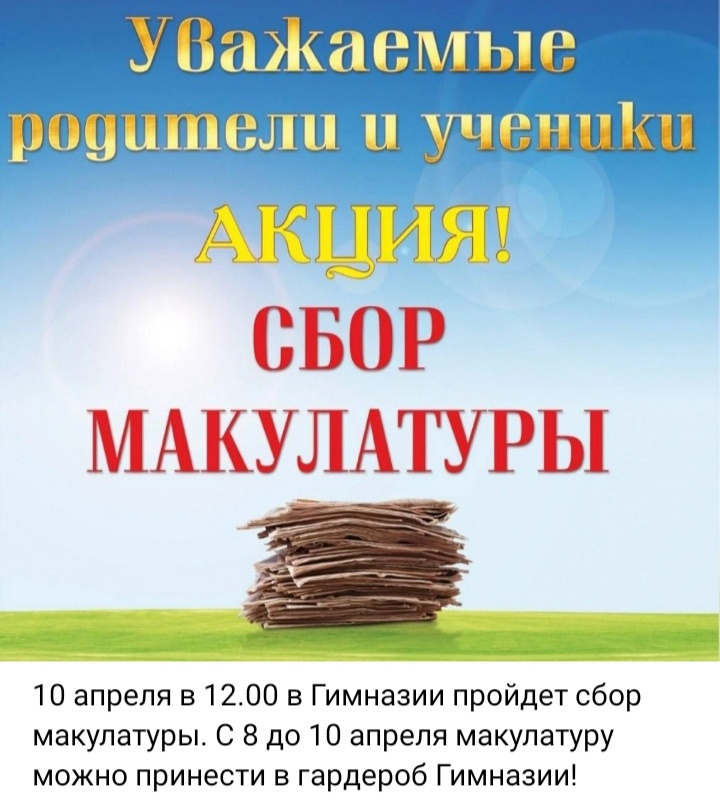 Уважаемые
родители и ученики
АКЦИЯ!
СБОР
МАКУЛАТУРЫ
10 апреля в 12.00 в Гимназии пройдет сбор
макулатуры. С 8 до 10 апреля макулатуру
можно принести в гардероб Гимназии!